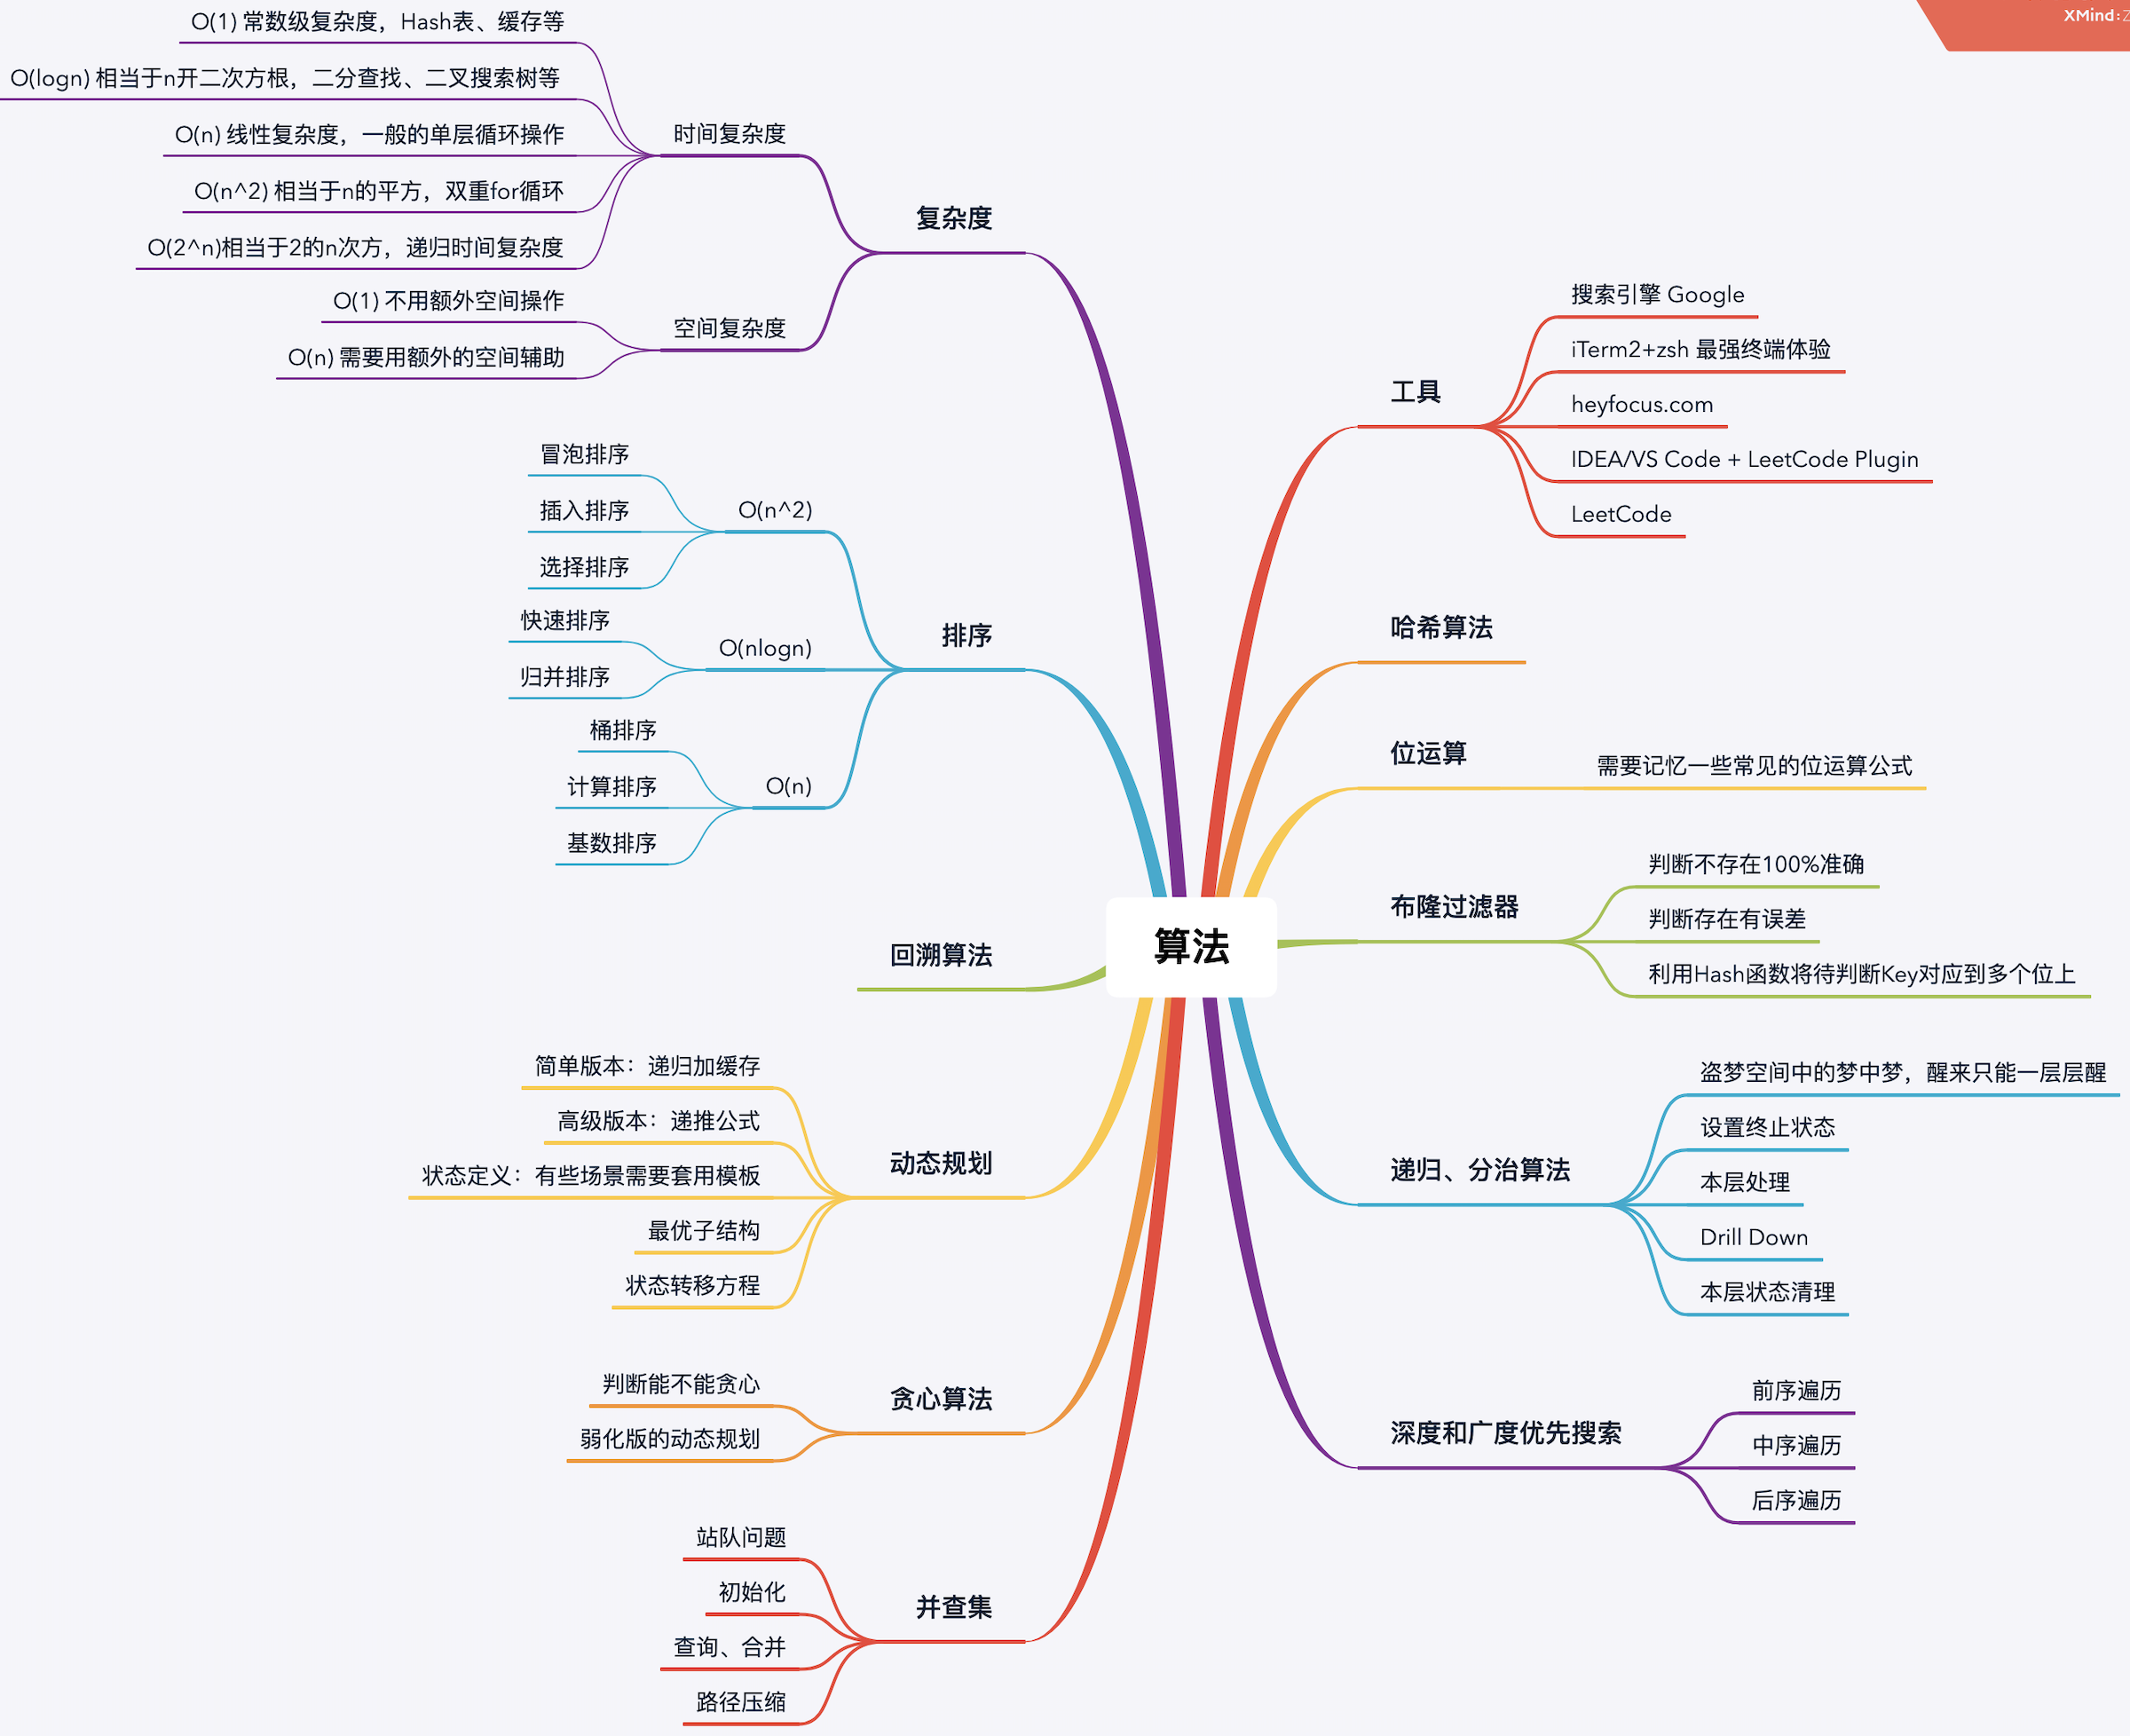 XMind:Z
O(1) 常数级复杂度，Hash表、缓存等
O(logn) 相当于n开二次方根，二分查找、二叉搜索树等
O(n) 线性复杂度，一般的单层循环操作
O(n^2) 相当于n的平方，双重for循环
O(2^n)相当于2的n次方，递归时间复杂度
时间复杂度
O(1) 不用额外空间操作
O(n) 需要用额外的空间辅助
空间复杂度
复杂度
冒泡排序
插入排序
选择排序
O(n^2)
快速排序
归并排序
O(nlogn)
桶排序
计算排序
基数排序
O(n)
排序
回溯算法
简单版本：递归加缓存
高级版本：递推公式
状态定义：有些场景需要套用模板
最优子结构
状态转移方程
动态规划
判断能不能贪心
弱化版的动态规划
贪心算法
站队问题
初始化
查询、合并
路径压缩
并查集
算法
工具
搜索引擎 Google
iTerm2+zsh 最强终端体验
heyfocus.com
IDEA/VS Code + LeetCode Plugin
LeetCode
哈希算法
位运算
需要记忆一些常见的位运算公式
布隆过滤器
判断不存在100%准确
判断存在有误差
利用Hash函数将待判断Key对应到多个位上
递归、分治算法
盗梦空间中的梦中梦，醒来只能一层层醒
设置终止状态
本层处理
Drill Down
本层状态清理
深度和广度优先搜索
前序遍历
中序遍历
后序遍历